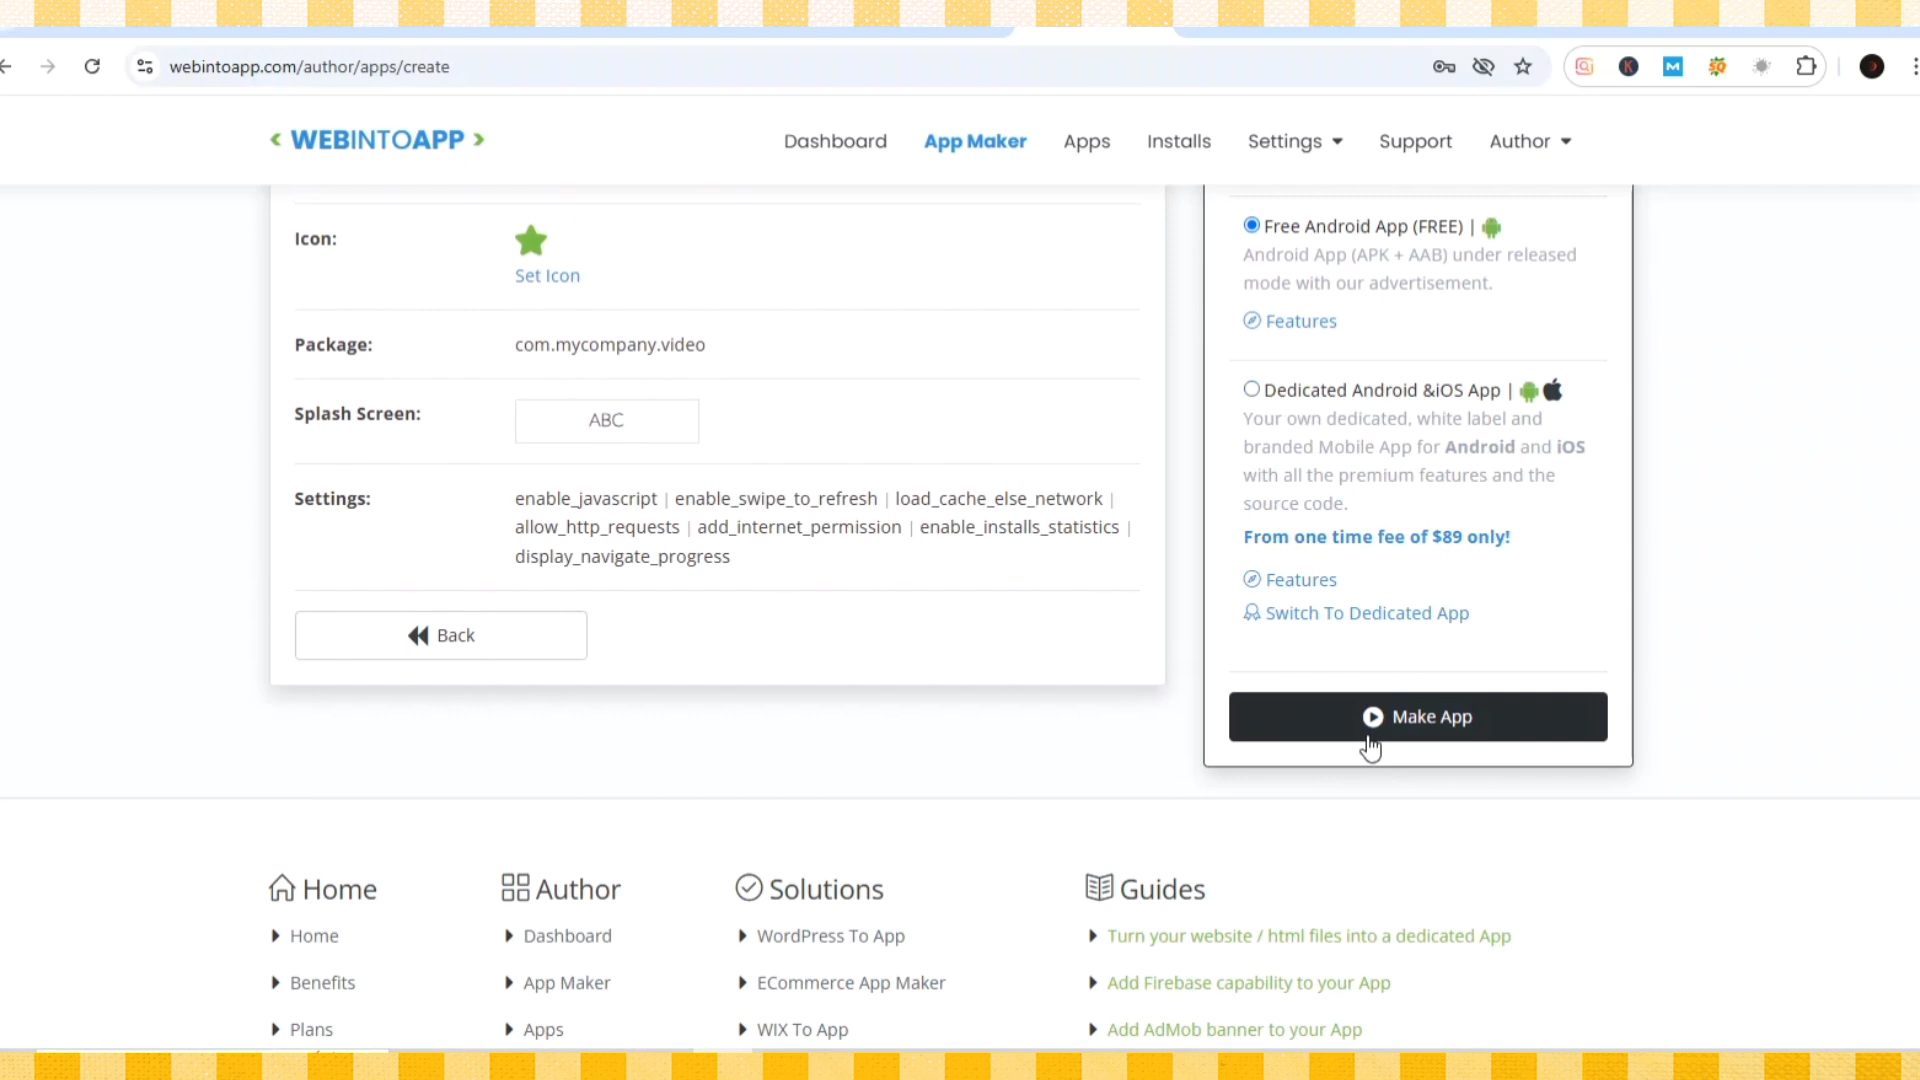 webintoapp.com/author/apps/create
< WEBINTOAPP >
Dashboard
App Maker
Apps
Installs
Settings
Support
Author
Icon:
Set Icon
Package:
com.mycompany.video
Splash Screen:
ABC
Settings:
enable_javascript | enable_swipe_to_refresh | load_cache_else_network |
allow_http_requests | add_internet_permission | enable_installs_statistics |
display_navigate_progress
Back
Free Android App (FREE) |
Android App (APK + AAB) under released
mode with our advertisement.
Features
Dedicated Android &iOS App |
Your own dedicated, white label and
branded Mobile App for Android and iOS
with all the premium features and the
source code.
From one time fee of $89 only!
Features
Switch To Dedicated App
Make App
Home
Home
Benefits
Plans
Author
Dashboard
App Maker
Apps
Solutions
WordPress To App
ECommerce App Maker
WIX To App
Guides
Turn your website / html files into a dedicated App
Add Firebase capability to your App
Add AdMob banner to your App